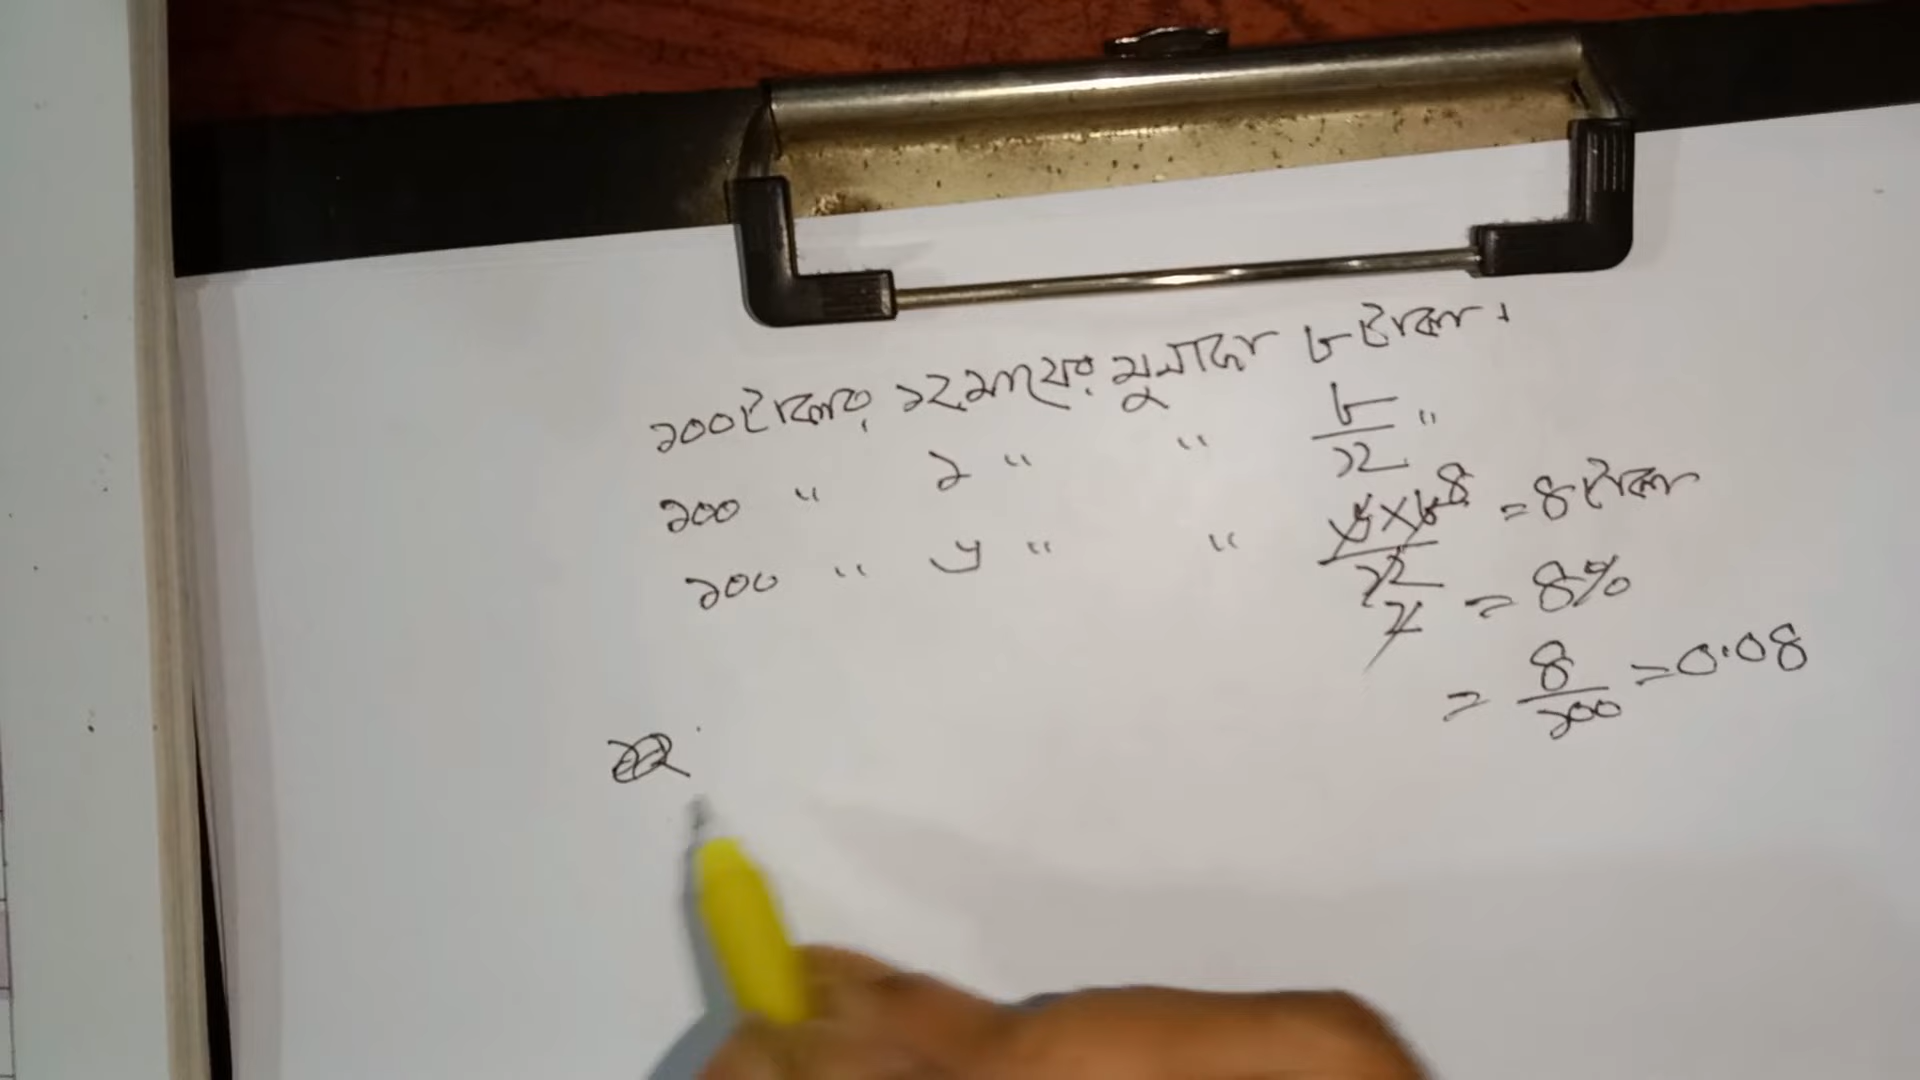 ১০০ টাকার ১২ মাসের মুনাফা ৮ টাকা।
১০০ " ১ " " ৮/১২ "
১০০ " ৬ " " ৬×৮/১২ = ৪ টাকা
= ৪%
= ৪/১০০ = ০.০৪